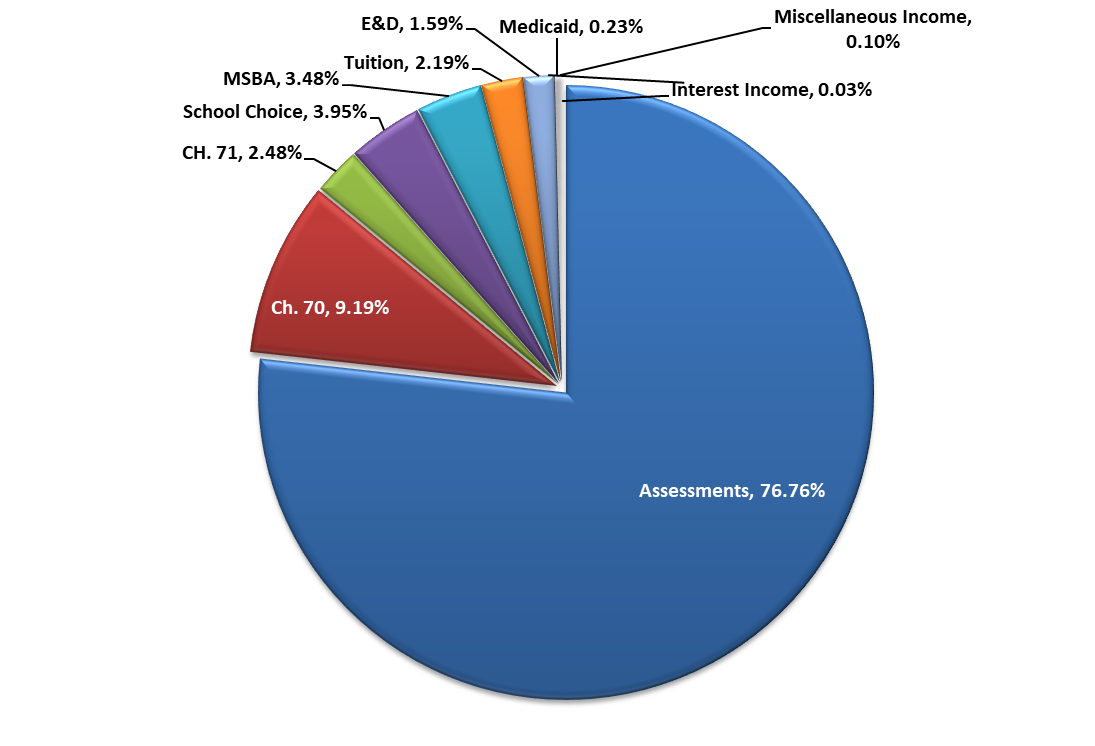 E&D, 1.59%
Medicaid, 0.23%
Miscellaneous Income,
0.10%
Tuition, 2.19%
MSBA, 3.48%
Interest Income, 0.03%
School Choice, 3.95%
CH. 71, 2.48%
Ch. 70, 9.19%
Assessments, 76.76%